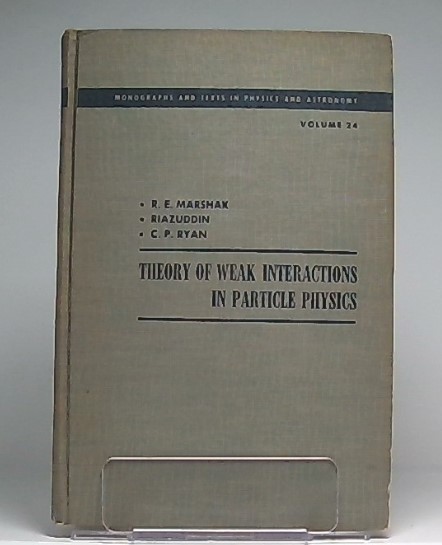 MONOGRAPHS AND TEXTS IN PHYSICS AND ASTRONOMY
VOLUME 24
• R. E. MARSHAK
• RIAZUDDIN
• C. P. RYAN
THEORY OF WEAK INTERACTIONS
IN PARTICLE PHYSICS